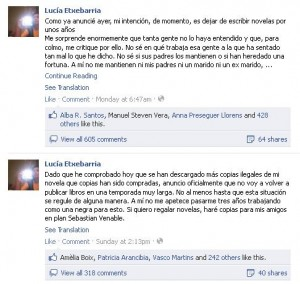 Lucía Etxebarria
Como ya anuncié ayer, mi intención, de momento, es dejar de escribir novelas por
unos años
Me sorprende enormemente que tanta gente no lo haya entendido y que, para
colmo, me critique por ello. No sé en qué trabaja esa gente a la que ha sentado
tan mal lo que he dicho. No sé si sus padres los mantienen o si han heredado una
fortuna. A mí no me mantienen ni mis padres ni un marido ni un ex marido, ...
Continue Reading
See Translation
Like · Comment · Monday at 6:47am ·
Alba R. Santos, Manuel Steven Vera, Anna Preseguer Llorens and 428
others like this.
View all 605 comments
64 shares
Lucía Etxebarria
Dado que he comprobado hoy que se han descargado más copias ilegales de mi
novela que copias han sido compradas, anuncio oficialmente que no voy a volver a
publicar libros en una temporada muy larga. No al menos hasta que esta situación
se regule de alguna manera. A mí no me apetece pasarme tres años trabajando
como una negra para esto. Si quiero regalar novelas, haré copias para mis amigos
en plan Sebastian Venable.
See Translation
Like · Comment · Sunday at 2:13pm ·
Amélia Boix, Patricia Arancibia, Vasco Martins and 242 others like this.
View all 318 comments
40 shares